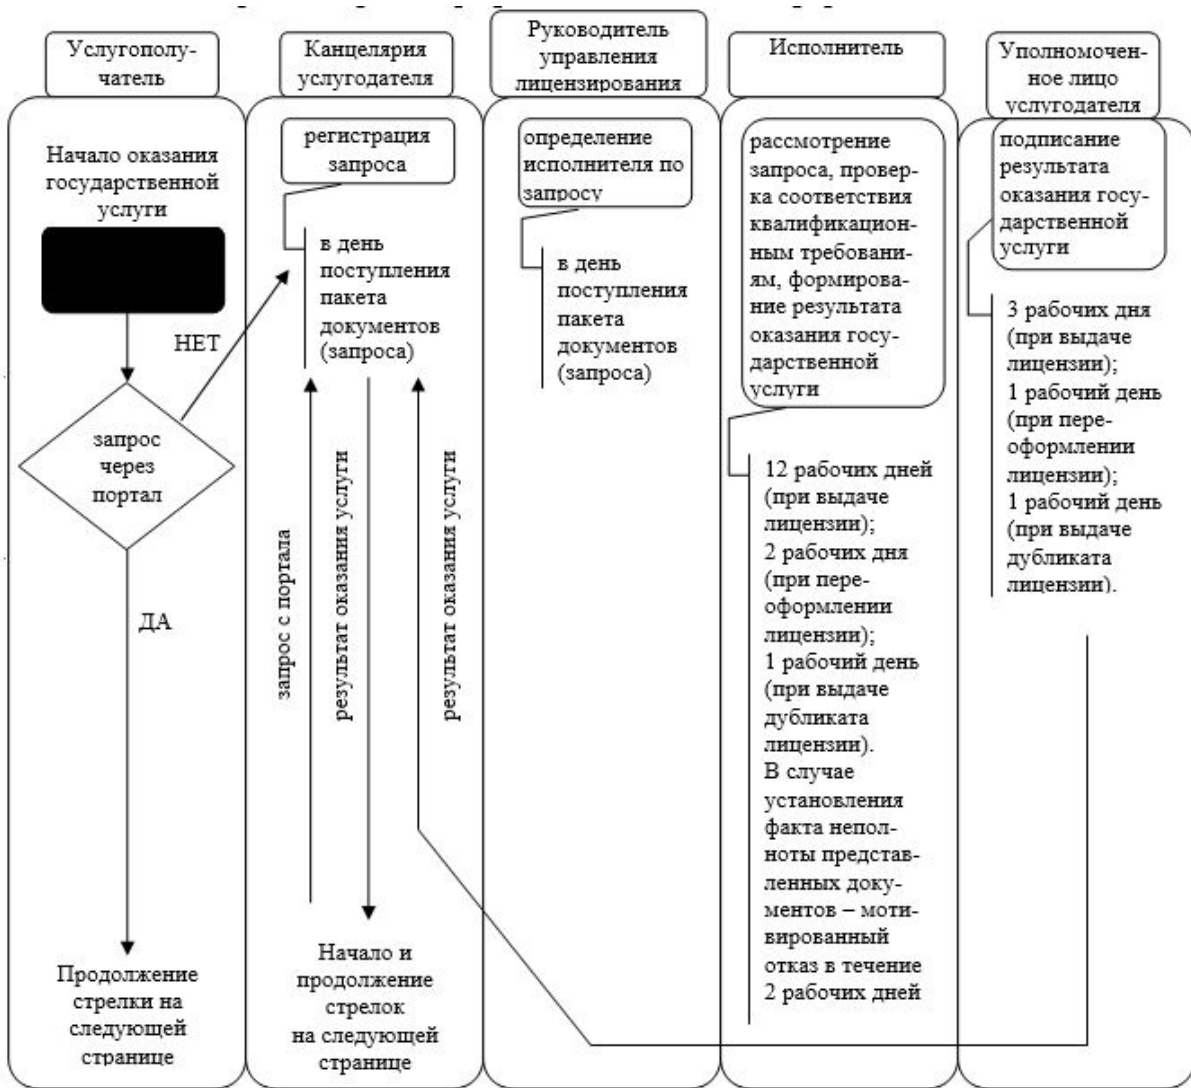 Услугополу-
чатель
Канцелярия
услугодателя
Руководитель
управления
лицензирования
Исполнитель
Уполномочен-
ное лицо
услугодателя
Начало оказания
государственной
услуги
НЕТ
запрос
через
портал
ДА
Продолжение
стрелки на
следующей
странице
регистрация
запроса
в день
поступления
пакета
документов
(запроса)
запрос с портала
результат оказания услуги
результат оказания услуги
Начало и
продолжение
стрелок
на следующей
странице
определение
исполнителя по
запросу
в день
поступления
пакета
документов
(запроса)
рассмотрение
запроса, провер-
ка соответствия
квалификацион-
ным требовани-
ям, формирова-
ние результата
оказания госу-
дарственной
услуги
12 рабочих дней
(при выдаче
лицензии);
2 рабочих дня
(при пере-
оформлении
лицензии);
1 рабочий день
(при выдаче
дубликата
лицензии).
В случае
установления
факта непол-
ноты представ-
ленных доку-
ментов – моти-
вированный
отказ в течение
2 рабочих дней
подписание
результата
оказания госу-
дарственной
услуги
3 рабочих дня
(при выдаче
лицензии);
1 рабочий день
(при пере-
оформлении
лицензии);
1 рабочий день
(при выдаче
дубликата
лицензии).